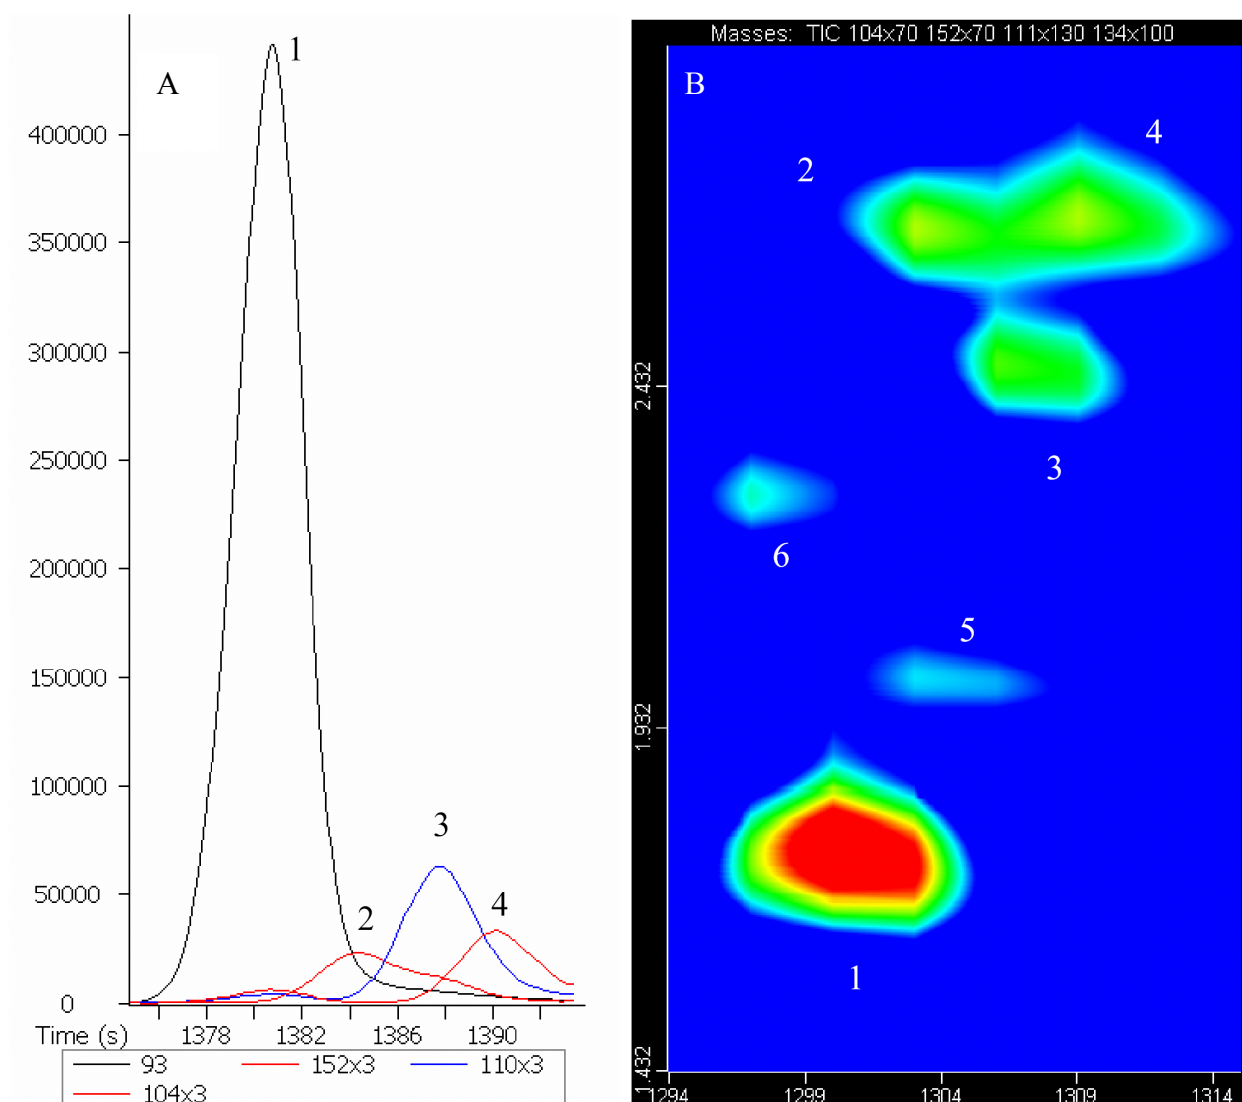 A
1
400000
350000
300000
250000
200000
150000
100000
50000
0
2
3
4
Time (s)
1378 1382 1386 1390
93 152x3 110x3
104x3
Masses: TIC 104x70 152x70 111x130 134x100
B
2
4
3
6
5
1
2.432
1.932
1.432
1294 1299 1304 1309 1314